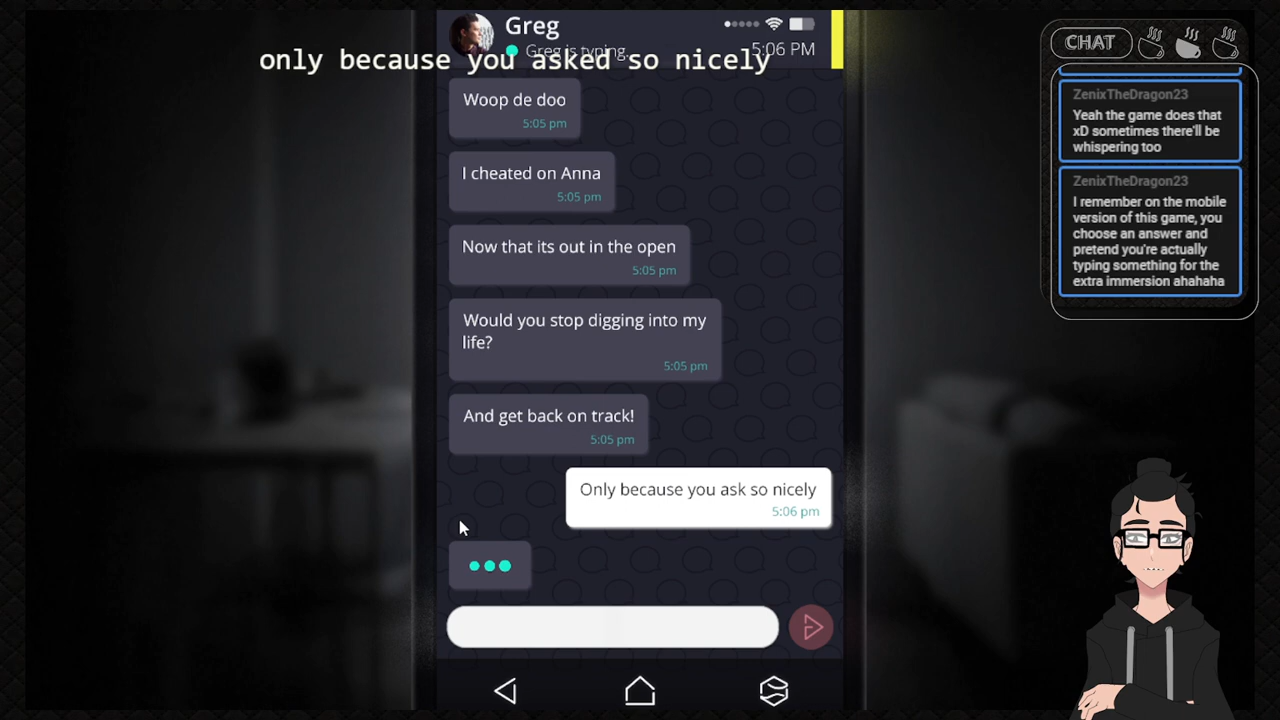 Greg
Greg is typing.
5:06 PM
only because you asked so nicely
Woop de doo
5:05 pm
I cheated on Anna
5:05 pm
Now that its out in the open
5:05 pm
Would you stop digging into my
life?
5:05 pm
And get back on track!
5:05 pm
Only because you ask so nicely
5:06 pm
CHAT
ZenixTheDragon23
Yeah the game does that
xD sometimes there'll be
whispering too
ZenixTheDragon23
I remember on the mobile
version of this game, you
choose an answer and
pretend you're actually
typing something for the
extra immersion ahahaha